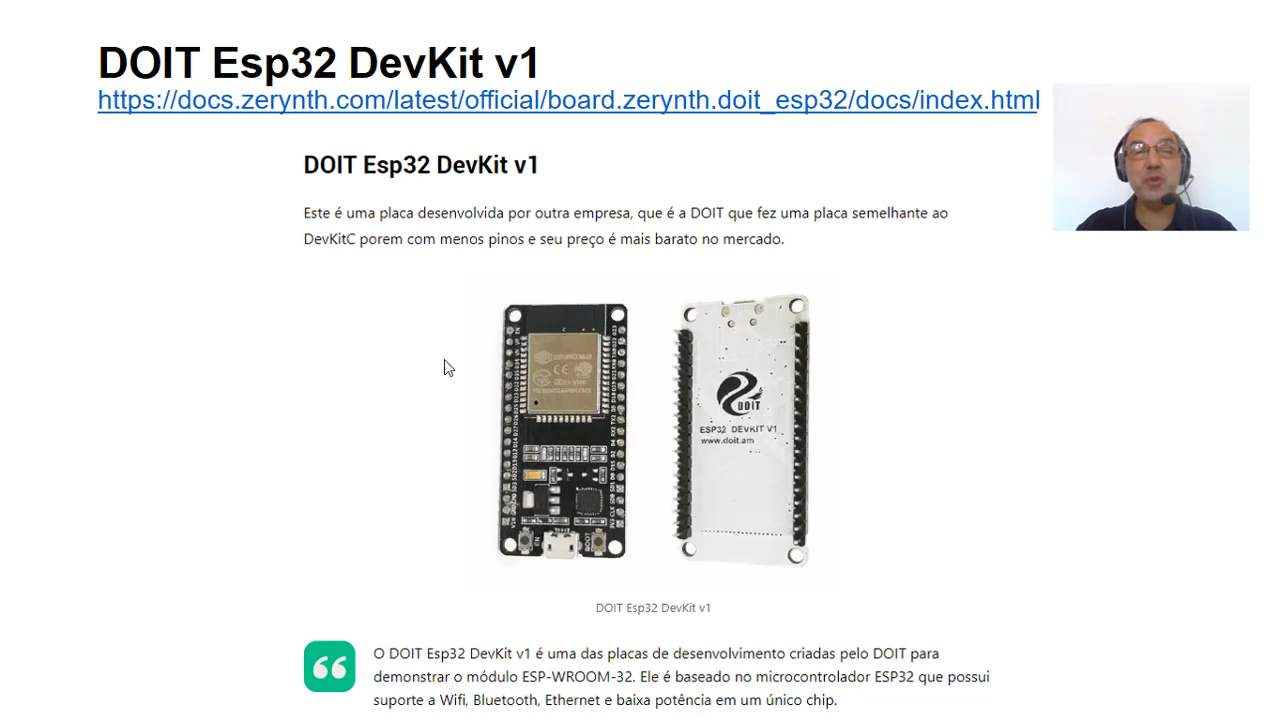 DOIT Esp32 DevKit v1
https://docs.zerynth.com/latest/official/board.zerynth.doit_esp32/docs/index.html
DOIT Esp32 DevKit v1
Este é uma placa desenvolvida por outra empresa, que é a DOIT que fez uma placa semelhante ao
DevKitC porem com menos pinos e seu preço é mais barato no mercado.
DOIT
ESP32 DEVKIT V1
www.doit.am
EN
BOOT
DOIT Esp32 DevKit v1
O DOIT Esp32 DevKit v1 é uma das placas de desenvolvimento criadas pelo DOIT para
demonstrar o módulo ESP-WROOM-32. Ele é baseado no microcontrolador ESP32 que possui
suporte a Wifi, Bluetooth, Ethernet e baixa potência em um único chip.